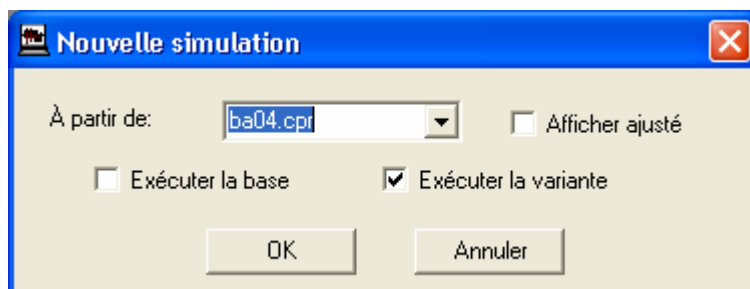 Nouvelle simulation
À partir de: ba04.cpr Afficher ajusté
Exécuter la base Exécuter la variante
OK Annuler